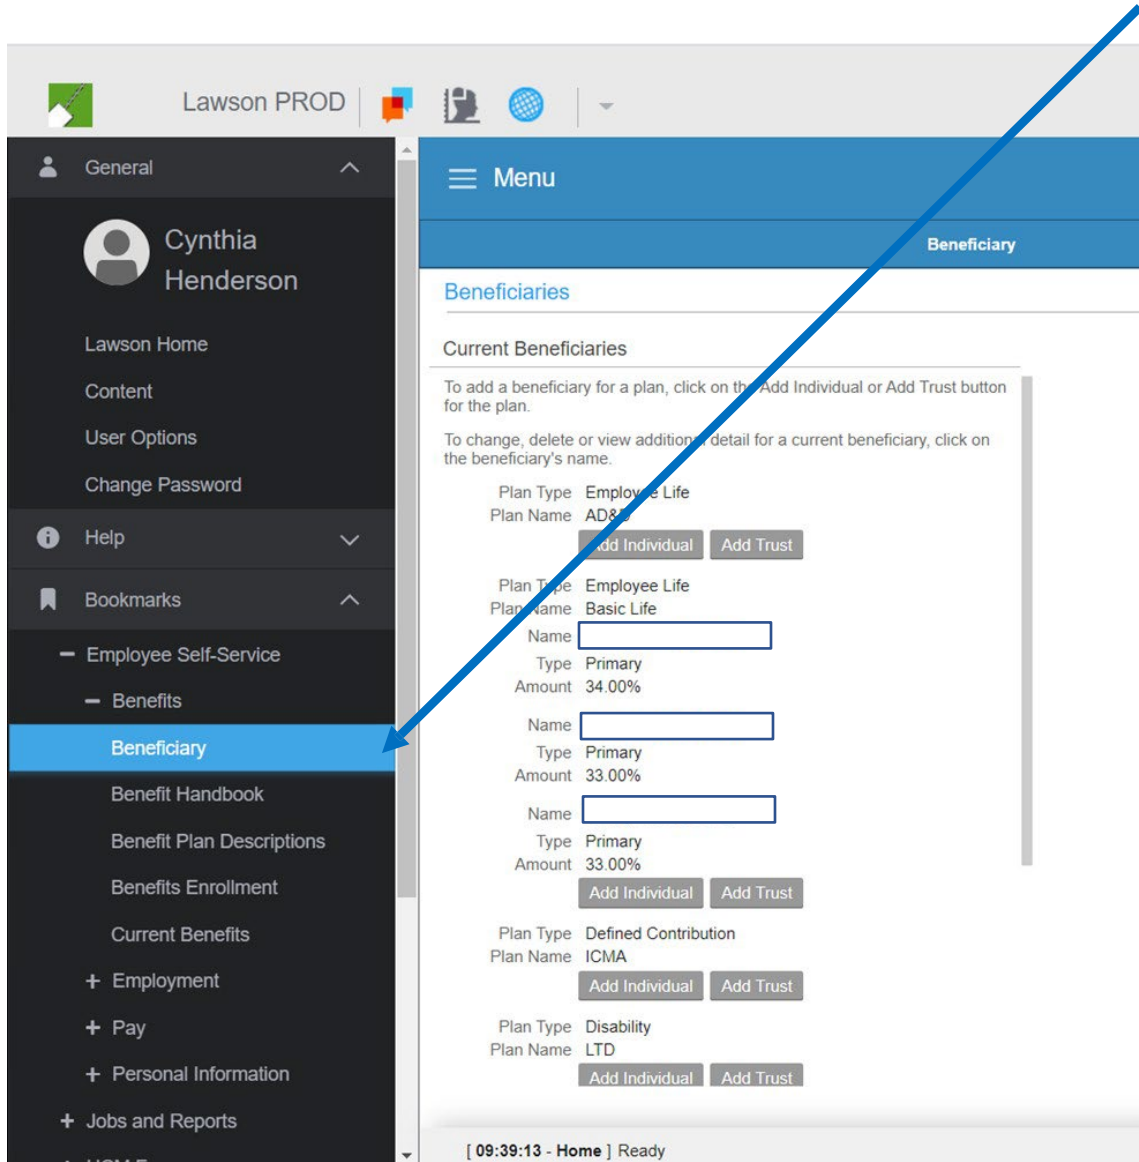 Lawson PROD
General
Cynthia
Henderson
Lawson Home
Content
User Options
Change Password
Help
Bookmarks
Employee Self-Service
Benefits
Beneficiary
Benefit Handbook
Benefit Plan Descriptions
Benefits Enrollment
Current Benefits
Employment
Pay
Personal Information
Jobs and Reports
Menu
Beneficiary
Beneficiaries
Current Beneficiaries
To add a beneficiary for a plan, click on the Add Individual or Add Trust button
for the plan.
To change, delete or view additional detail for a current beneficiary, click on
the beneficiary's name.
Plan Type Employee Life
Plan Name AD&D
Add Individual Add Trust
Plan Type Employee Life
Plan Name Basic Life
Name
Type Primary
Amount 34.00%
Name
Type Primary
Amount 33.00%
Name
Type Primary
Amount 33.00%
Add Individual Add Trust
Plan Type Defined Contribution
Plan Name ICMA
Add Individual Add Trust
Plan Type Disability
Plan Name LTD
Add Individual Add Trust
[ 09:39:13 - Home ] Ready